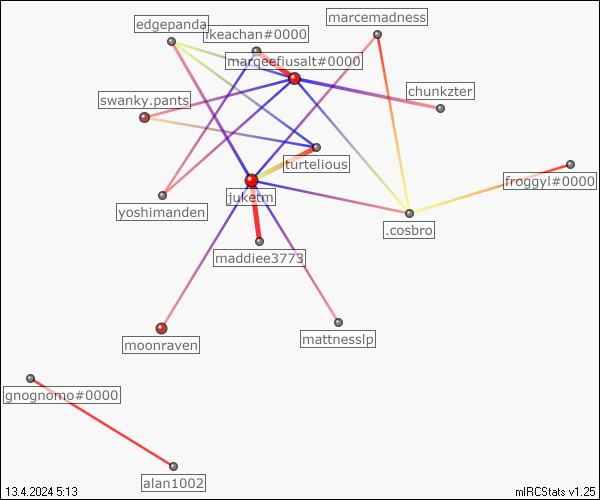 marcemadness
edgepanda
ikeachan#0000
marqeefiusalt#0000
chunkzter
swanky.pants
turtelious
froggyl#0000
juketm
yoshimanden
.cosbro
maddiee3773
moonraven
mattnesslp
gnognomo#0000
alan1002
13.4.2024 5:13
mIRCStats v1.25